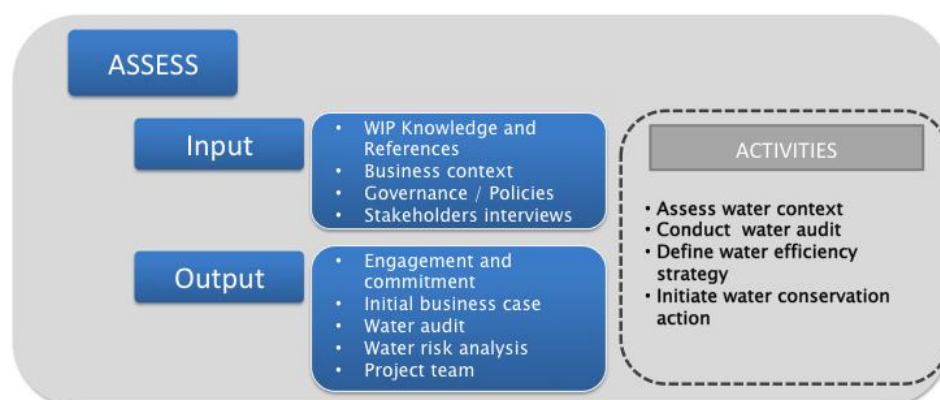 ASSESS
Input
• WIP Knowledge and
References
• Business context
• Governance / Policies
• Stakeholders interviews
Output
• Engagement and
commitment
• Initial business case
• Water audit
• Water risk analysis
• Project team
ACTIVITIES
• Assess water context
• Conduct water audit
• Define water efficiency
strategy
• Initiate water conservation
action